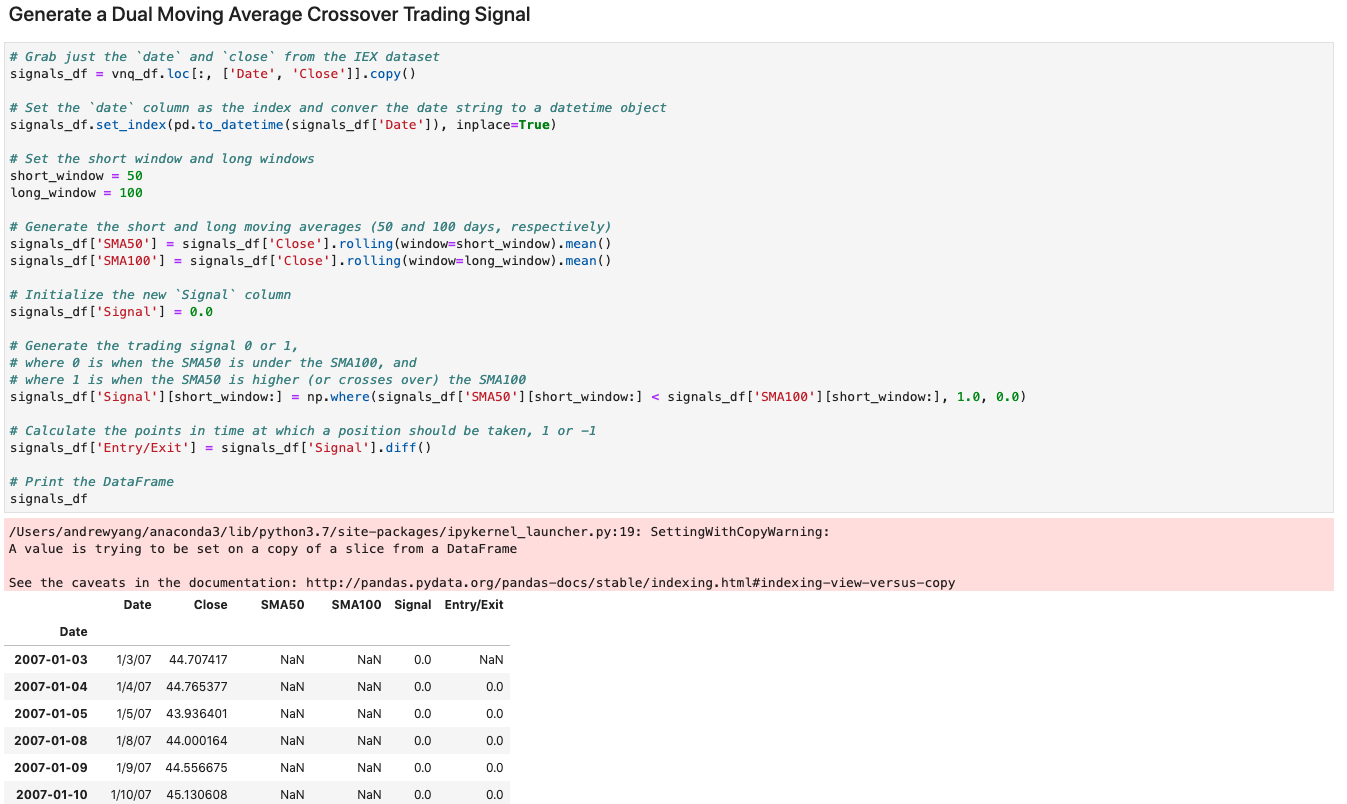 Generate a Dual Moving Average Crossover Trading Signal
# Grab just the `date` and `close` from the IEX dataset
signals_df = vnq_df.loc[:, ['Date', 'Close']].copy()
# Set the `date` column as the index and conver the date string to a datetime object
signals_df.set_index(pd.to_datetime(signals_df['Date']), inplace=True)
# Set the short window and long windows
short_window = 50
long_window = 100
# Generate the short and long moving averages (50 and 100 days, respectively)
signals_df['SMA50'] = signals_df['Close'].rolling(window=short_window).mean()
signals_df['SMA100'] = signals_df['Close'].rolling(window=long_window).mean()
# Initialize the new `Signal` column
signals_df['Signal'] = 0.0
# Generate the trading signal 0 or 1,
# where 0 is when the SMA50 is under the SMA100, and
# where 1 is when the SMA50 is higher (or crosses over) the SMA100
signals_df['Signal'][short_window:] = np.where(signals_df['SMA50'][short_window:] < signals_df['SMA100'][short_window:], 1.0, 0.0)
# Calculate the points in time at which a position should be taken, 1 or -1
signals_df['Entry/Exit'] = signals_df['Signal'].diff()
# Print the DataFrame
signals_df
/Users/andrewyang/anaconda3/lib/python3.7/site-packages/ipykernel_launcher.py:19: SettingWithCopyWarning:
A value is trying to be set on a copy of a slice from a DataFrame
See the caveats in the documentation: http://pandas.pydata.org/pandas-docs/stable/indexing.html#indexing-view-versus-copy
Date Close SMA50 SMA100 Signal Entry/Exit
Date
2007-01-03 1/3/07 44.707417 NaN NaN 0.0 NaN
2007-01-04 1/4/07 44.765377 NaN NaN 0.0 0.0
2007-01-05 1/5/07 43.936401 NaN NaN 0.0 0.0
2007-01-08 1/8/07 44.000164 NaN NaN 0.0 0.0
2007-01-09 1/9/07 44.556675 NaN NaN 0.0 0.0
2007-01-10 1/10/07 45.130608 NaN NaN 0.0 0.0